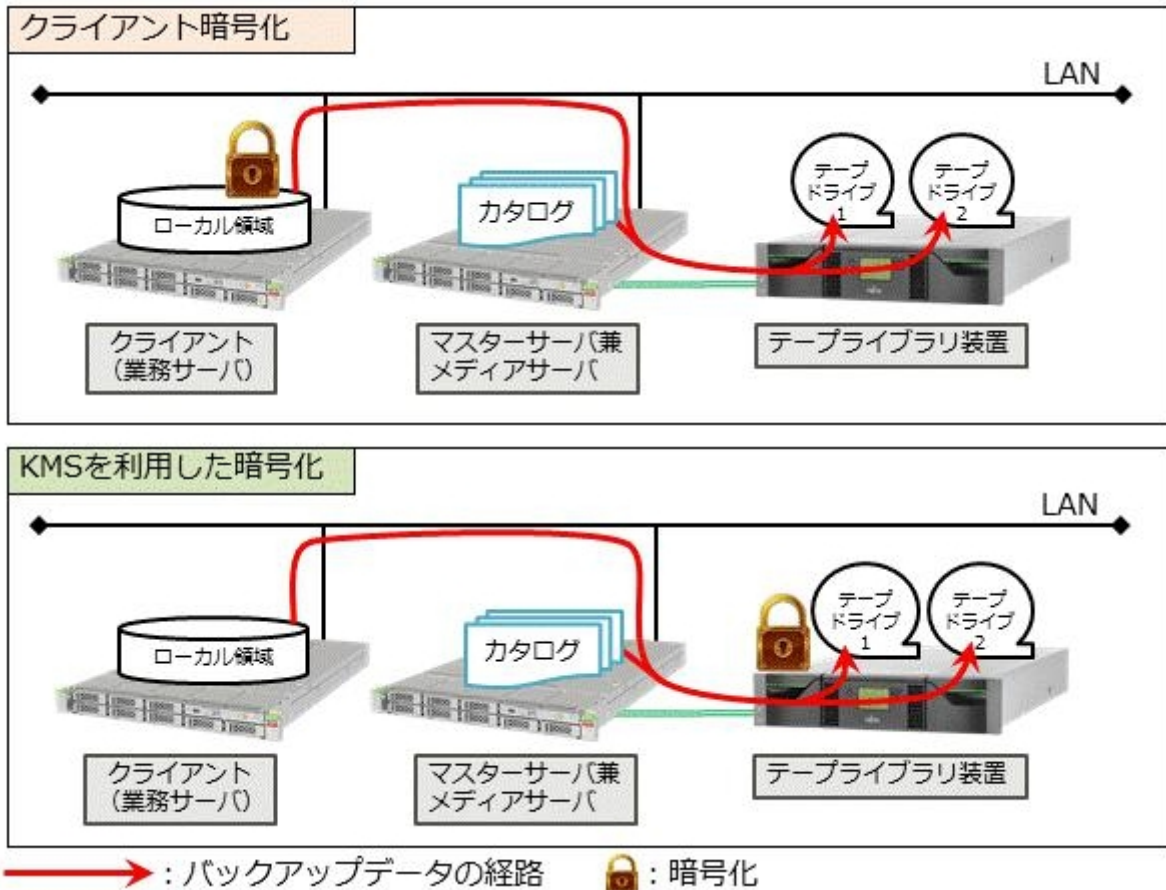 クライアント暗号化
LAN
テープ
ドライブ
1
テープ
ドライブ
2
ローカル領域
カタログ
クライアント
（業務サーバ）
マスターサーバ兼
メディアサーバ
テープライブラリ装置
KMSを利用した暗号化
LAN
テープ
ドライブ
1
テープ
ドライブ
2
ローカル領域
カタログ
クライアント
（業務サーバ）
マスターサーバ兼
メディアサーバ
テープライブラリ装置
：バックアップデータの経路
：暗号化